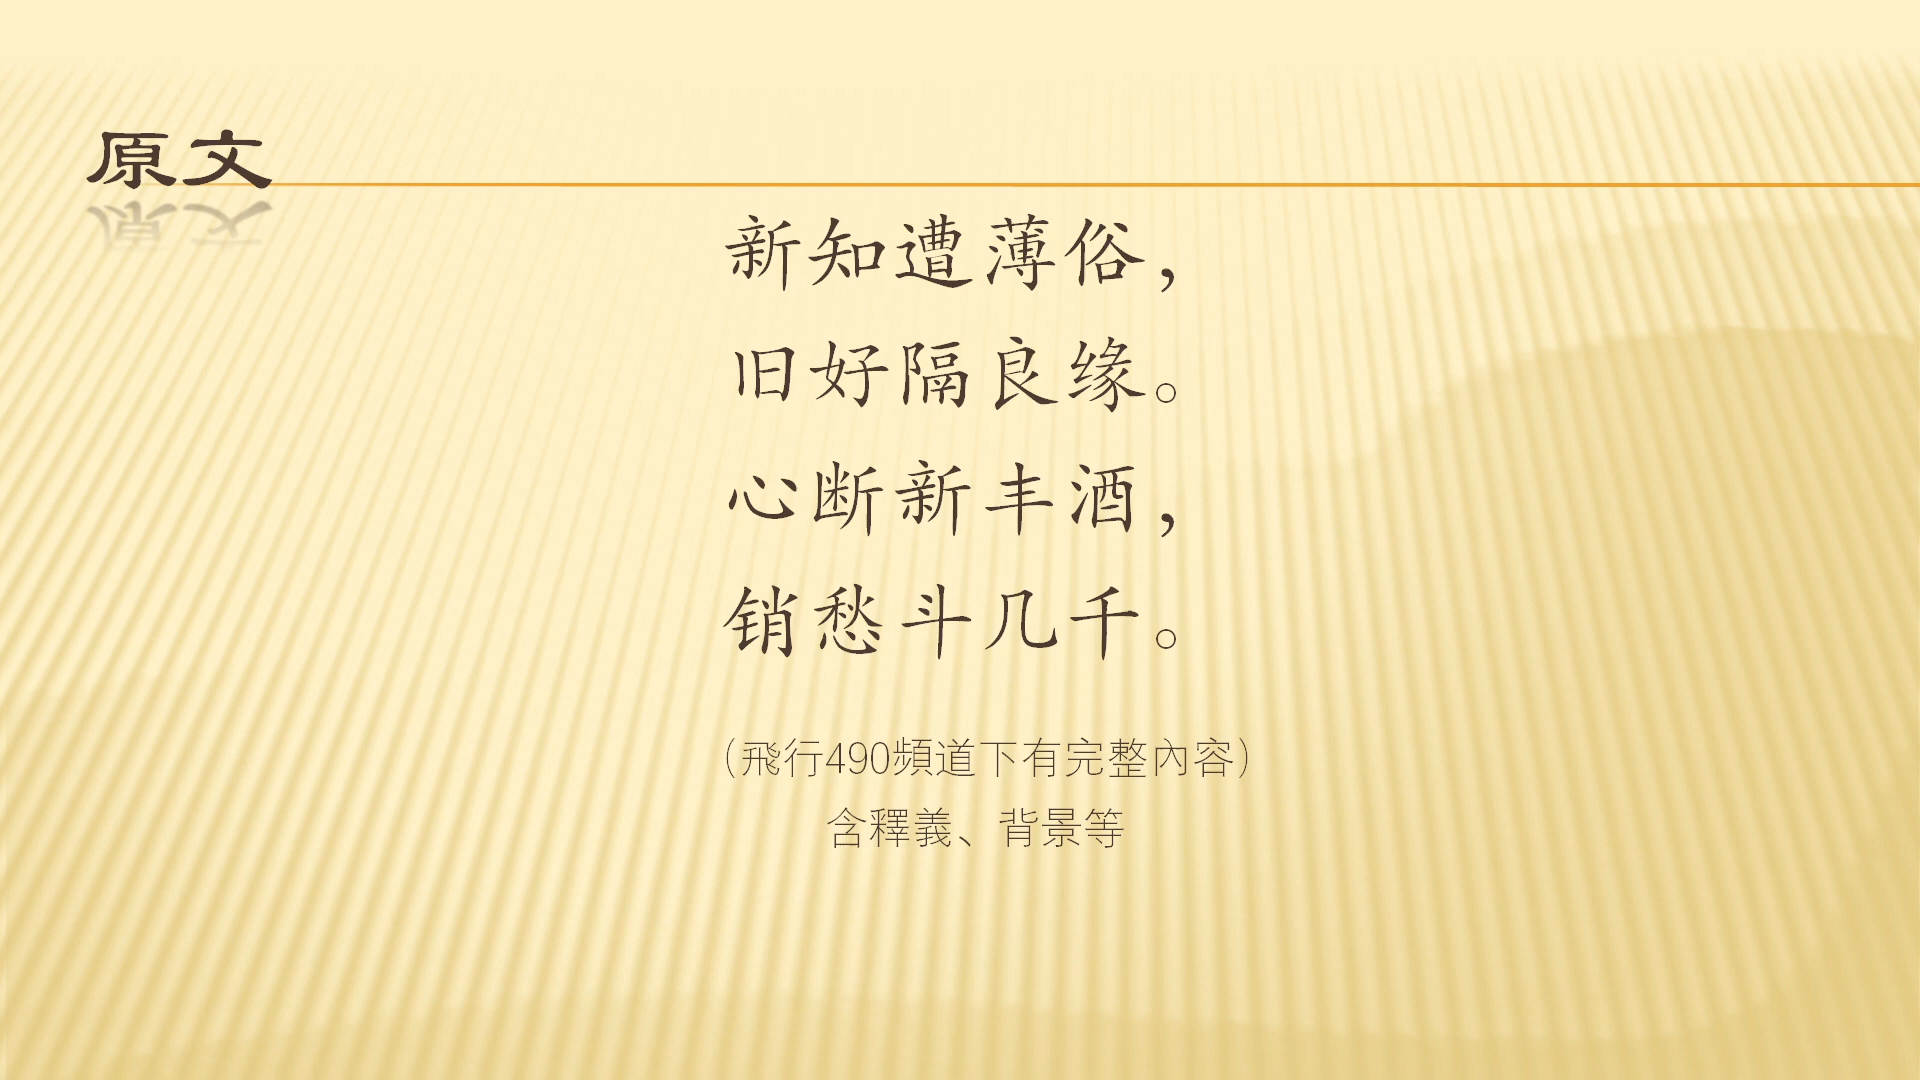 原文
新知遭薄俗，
旧好隔良缘。
心断新丰酒，
销愁斗几千。
（飛行490頻道下有完整內容）
含釋義、背景等